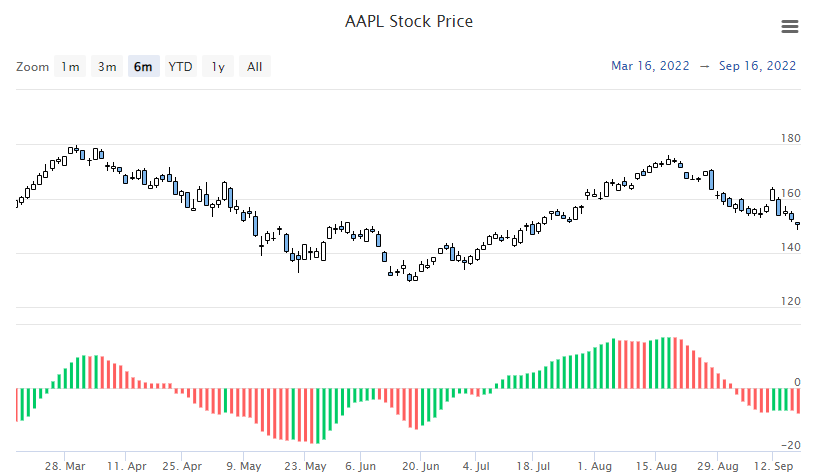 AAPL Stock Price
Zoom 1m 3m 6m YTD 1y All Mar 16, 2022 → Sep 16, 2022
180
160
140
120
0
-20
28. Mar 11. Apr 25. Apr 9. May 23. May 6. Jun 20. Jun 4. Jul 18. Jul 1. Aug 15. Aug 29. Aug 12. Sep